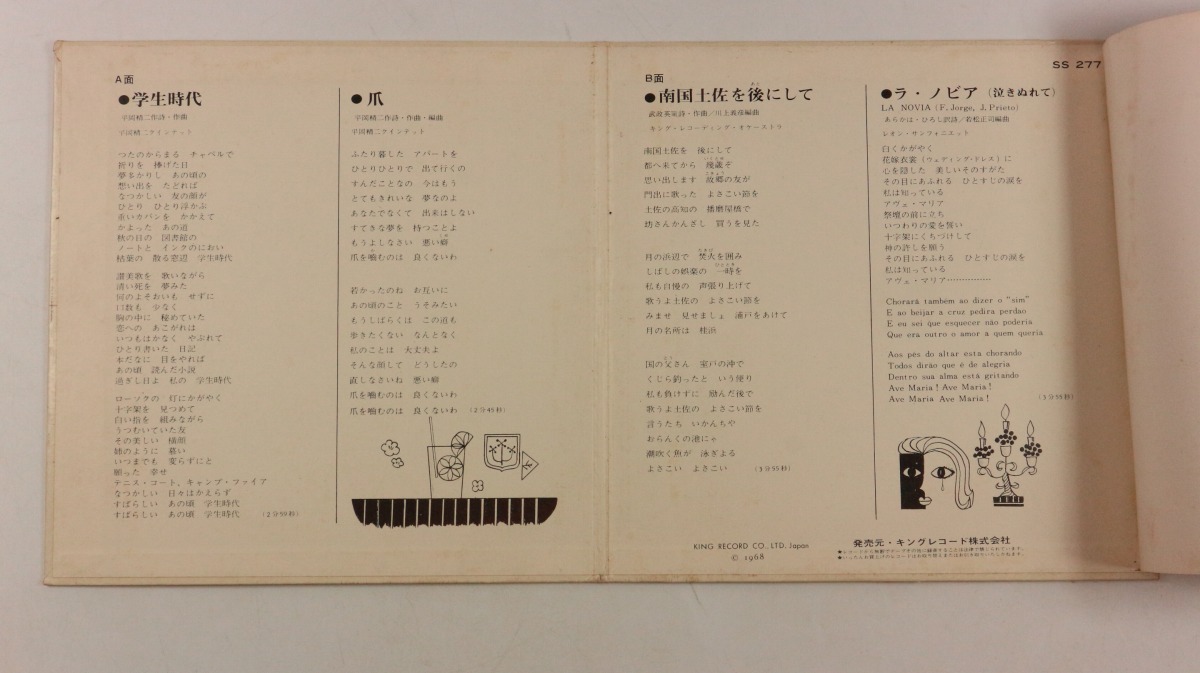 SS 277
A面
●学生時代
平岡精二作詩・作曲
平岡精二クインテット
つたのからまる チャペルで
祈りを 捧げた日
夢多かりし あの頃の
想い出を たどれば
なつかしい 友の顔が
ひとり ひとり浮かぶ
重いカバンを かかえて
かよった あの道
秋の日の 図書館の
ノートと インクのにおい
枯葉の 散る窓辺 学生時代
讃美歌を 歌いながら
清い死を 夢みた
何のよそおいも せずに
口数も 少なく
胸の中に 秘めていた
恋への あこがれは
いつもはかなく やぶれて
ひとり書いた 日記
本だなに 目をやれば
あの頃 読んだ小説
過ぎし日よ 私の 学生時代
ローソクの 灯にかがやく
十字架を 見つめて
白い指を 組みながら
うつむいていた友
その美しい 横顔
姉のように 慕い
いつまでも 変らずにと
願った 幸せ
テニス・コート、キャンプ・ファイア
なつかしい 日々はかえらず
すばらしい あの頃 学生時代
すばらしい あの頃 学生時代 (2分59秒)
●爪
平岡精二作詩・作曲・編曲
平岡精二クインテット
ふたり暮した アパートを
ひとりひとりで 出て行くの
すんだことなの 今はもう
とてもきれいな 夢なのよ
あなたでなくて 出来はしない
すてきな夢を 持つことよ
もうよしなさい 悪い癖
爪を噛むのは 良くないわ
若かったのね お互いに
あの頃のこと うそみたい
もうしばらくは この道も
歩きたくない なんとなく
私のことは 大丈夫よ
そんな顔して どうしたの
直しなさいね 悪い癖
爪を噛むのは 良くないわ
爪を噛むのは 良くないわ (2分45秒)
B面
●南国土佐を後にして
武政英策詩・作曲／川上義彦編曲
キング・レコーディング・オケーストラ
南国土佐を 後にして
都へ来てから 幾歳ぞ
思い出します 故郷の友が
門出に歌った よさこい節を
土佐の高知の 播磨屋橋で
坊さんかんざし 買うを見た
月の浜辺で 焚火を囲み
しばしの娯楽の 一時を
私も自慢の 声張り上げて
歌うよ土佐の よさこい節を
みませ 見せましょ 浦戸をあけて
月の名所は 桂浜
国の父さん 室戸の沖で
くじら釣ったと いう便り
私も負けずに 励んだ後で
歌うよ土佐の よさこい節を
言うたち いかんちや
おらんくの池にゃ
潮吹く魚が 泳ぎよる
よさこい よさこい (3分55秒)
●ラ・ノビア (泣きぬれて)
LA NOVIA (F. Jorge, J. Prieto)
あらかは・ひろし訳詩／若松正司編曲
レオン・サンフォニエット
白くかがやく
花嫁衣裳 (ウェディング・ドレス) に
心を隠した 美しいそのすがた
その目にあふれる ひとすじの涙を
私は知っている
アヴェ・マリア
祭壇の前に立ち
いつわりの愛を誓い
十字架にくちづけして
神の許しを願う
その目にあふれる ひとすじの涙を
私は知っている
アヴェ・マリア……………
Chorará também ao dizer o "sim"
E ao beijar a cruz pedira perdao
E eu sei que esquecer não poderia
Que era outro o amor a quem queria
Aos pés do altar esta chorando
Todos dirão que é de alegria
Dentro sua alma está gritando
Ave Maria! Ave Maria!
Ave Maria Ave Maria! (3分59秒)
KING RECORD CO., LTD. Japan
© 1968
発売元・キングレコード株式会社